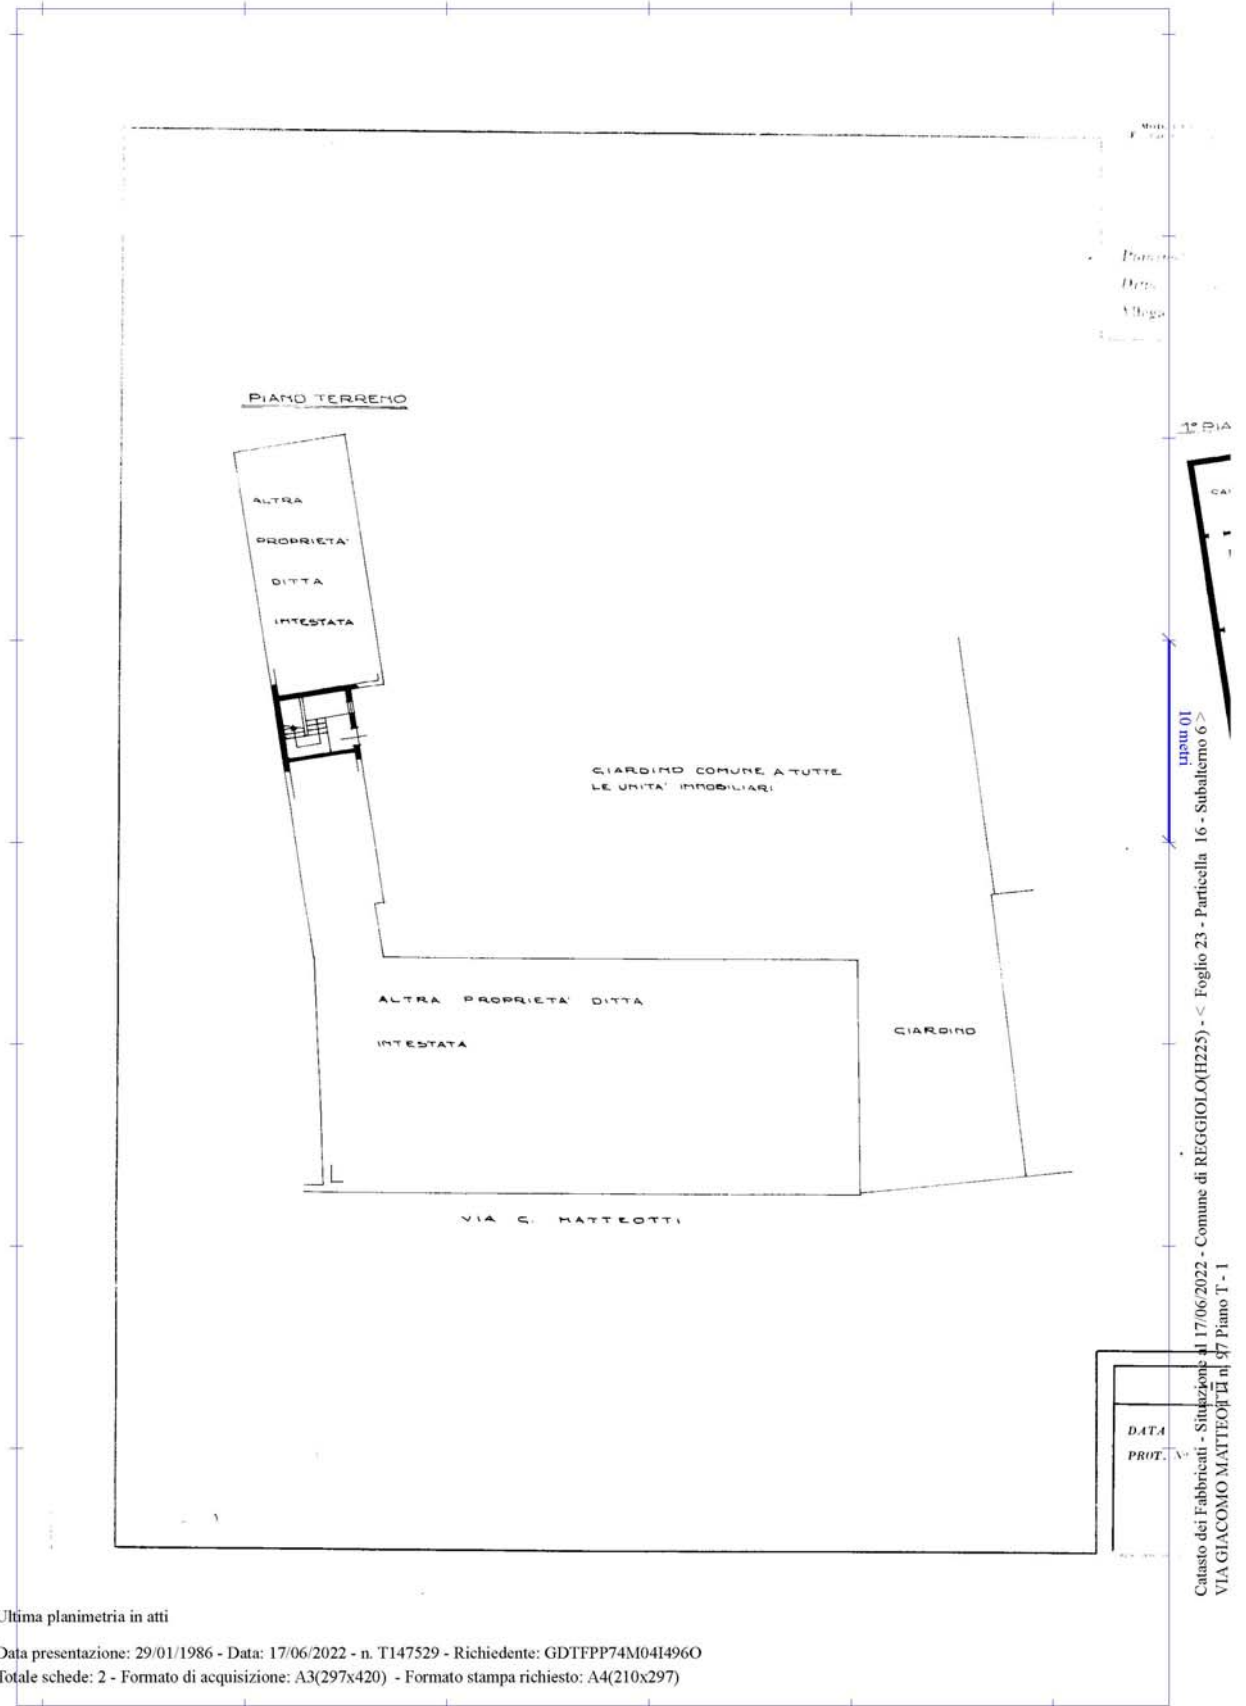 PIANO TERRENO
1° PIA
ALTRA
PROPRIETA'
DITTA
INTESTATA
GIARDINO COMUNE A TUTTE
LE UNITA' IMMOBILIARI
10 metri
ALTRA PROPRIETA' DITTA
INTESTATA
GIARDINO
VIA G. MATTEOTTI
DATA
PROT. N°
Catasto dei Fabbricati - Situazione al 17/06/2022 - Comune di REGGIOLO(H225) - < Foglio 23 - Particella 16 - Subalterno 6 >
VIA GIACOMO MATTEOTTI n. 97 Piano T - 1
Ultima planimetria in atti
Data presentazione: 29/01/1986 - Data: 17/06/2022 - n. T147529 - Richiedente: GDTFPP74M04I496O
Totale schede: 2 - Formato di acquisizione: A3(297x420) - Formato stampa richiesto: A4(210x297)